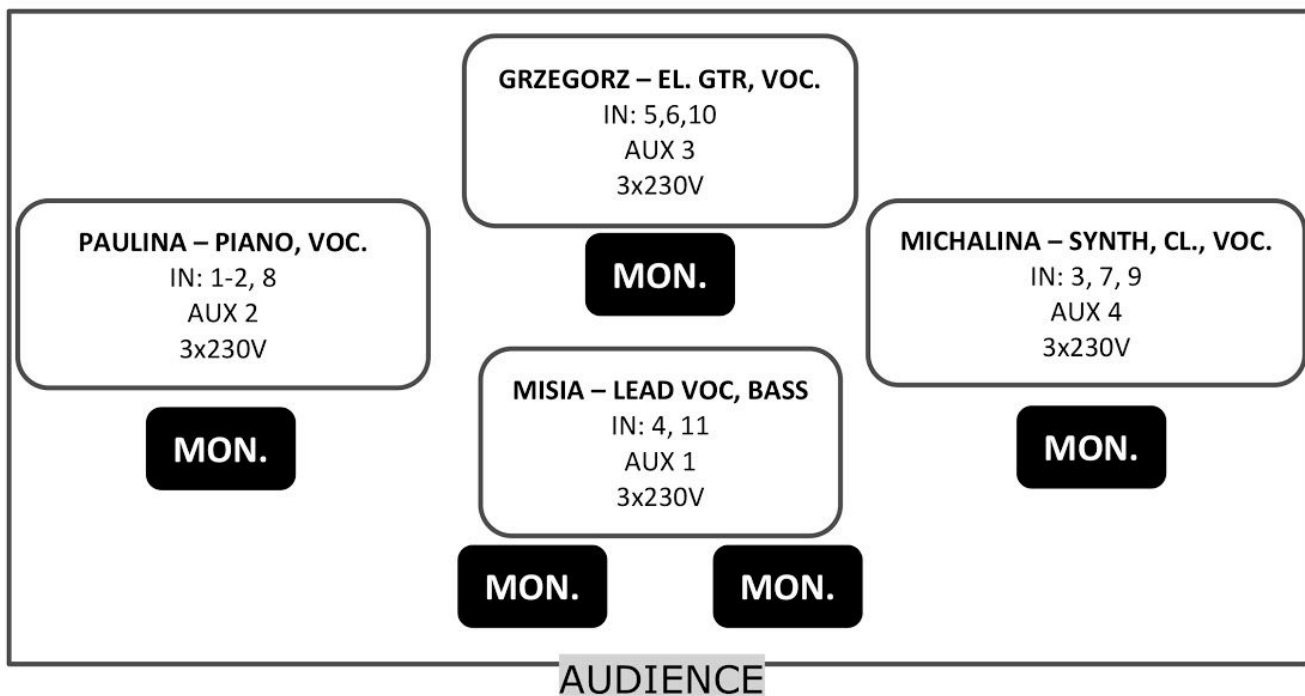 GRZEGORZ – EL. GTR, VOC.
IN: 5,6,10
AUX 3
3x230V
MON.
PAULINA – PIANO, VOC.
IN: 1-2, 8
AUX 2
3x230V
MON.
MICHALINA – SYNTH, CL., VOC.
IN: 3, 7, 9
AUX 4
3x230V
MON.
MISIA – LEAD VOC, BASS
IN: 4, 11
AUX 1
3x230V
MON.
MON.
AUDIENCE